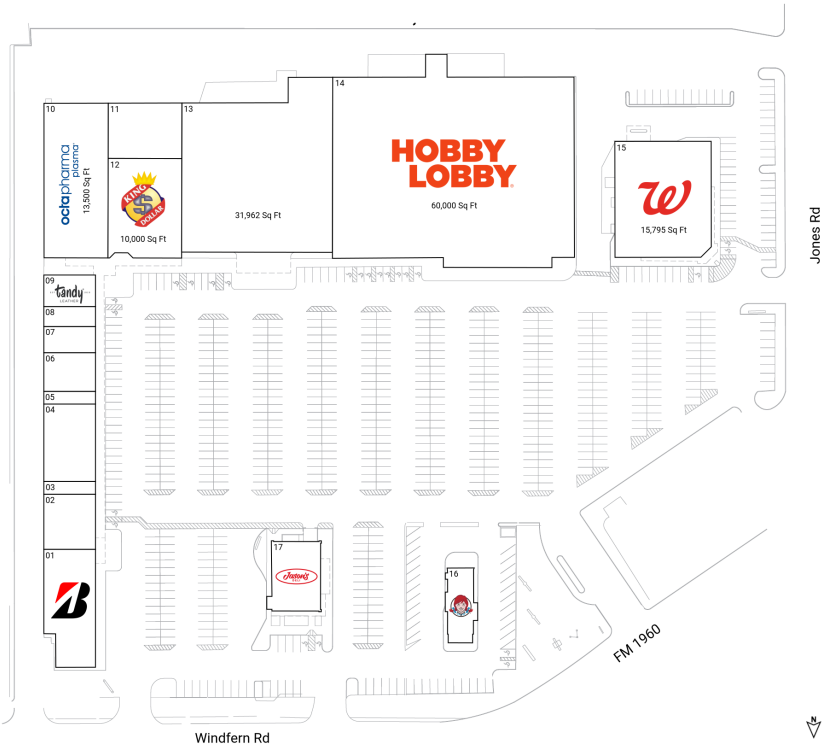 14
10
11
13
HOBBY
LOBBY
60,000 Sq Ft
15
W
15,795 Sq Ft
Jones Rd
octapharma
plasma
13,500 Sq Ft
12
KING
$
DOLLAR
10,000 Sq Ft
31,962 Sq Ft
09
tandy
LEATHER
08
07
06
05
04
03
02
01
B
17
Jason's
deli
16
FM 1960
Windfern Rd
N